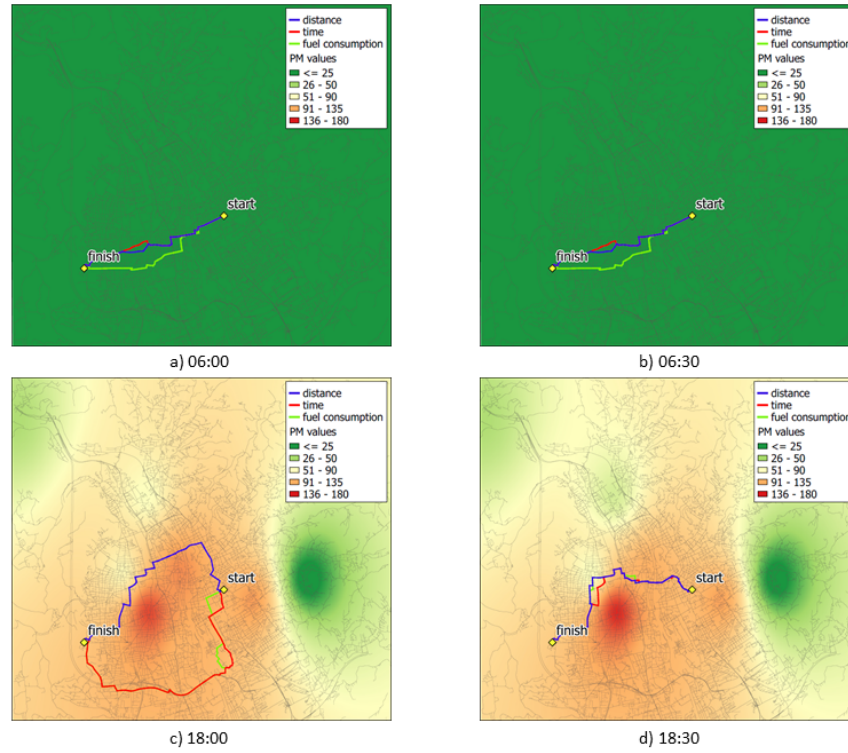 distance
time
fuel consumption
PM values
<= 25
26 - 50
51 - 90
91 - 135
136 - 180
start
finish
a) 06:00
distance
time
fuel consumption
PM values
<= 25
26 - 50
51 - 90
91 - 135
136 - 180
start
finish
b) 06:30
distance
time
fuel consumption
PM values
<= 25
26 - 50
51 - 90
91 - 135
136 - 180
start
finish
c) 18:00
distance
time
fuel consumption
PM values
<= 25
26 - 50
51 - 90
91 - 135
136 - 180
start
finish
d) 18:30